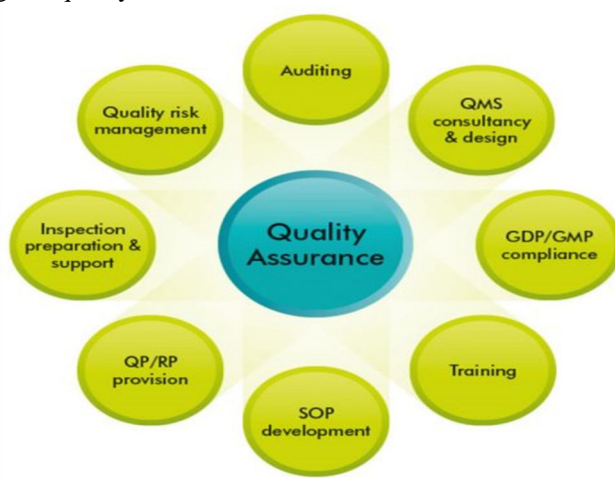 Auditing
QMS
consultancy
& design
GDP/GMP
compliance
Training
SOP
development
QP/RP
provision
Inspection
preparation &
support
Quality risk
management
Quality
Assurance